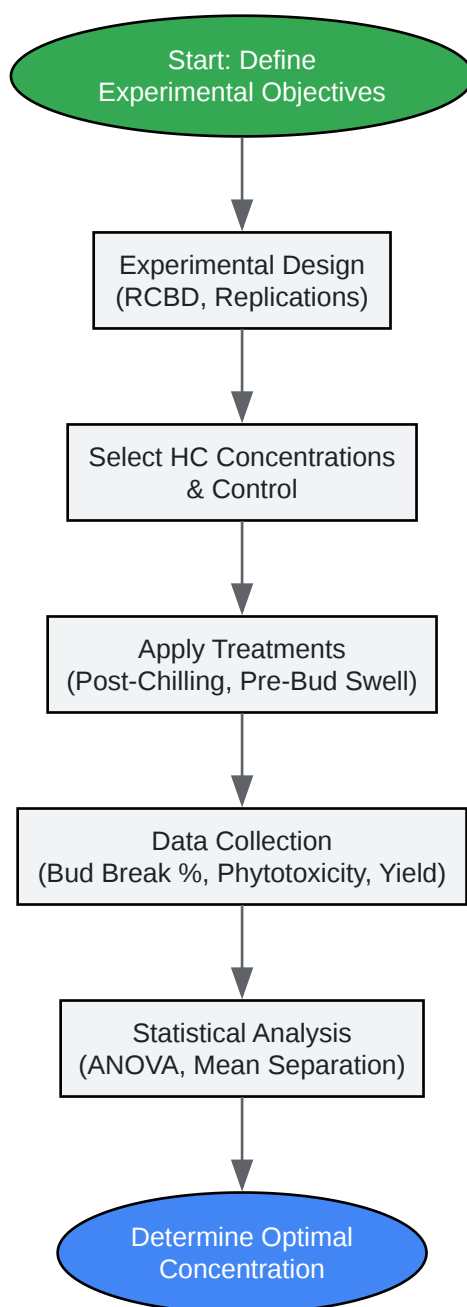 Start: Define
Experimental Objectives
Experimental Design
(RCBD, Replications)
Select HC Concentrations
& Control
Apply Treatments
(Post-Chilling, Pre-Bud Swell)
Data Collection
(Bud Break %, Phytotoxicity, Yield)
Statistical Analysis
(ANOVA, Mean Separation)
Determine Optimal
Concentration